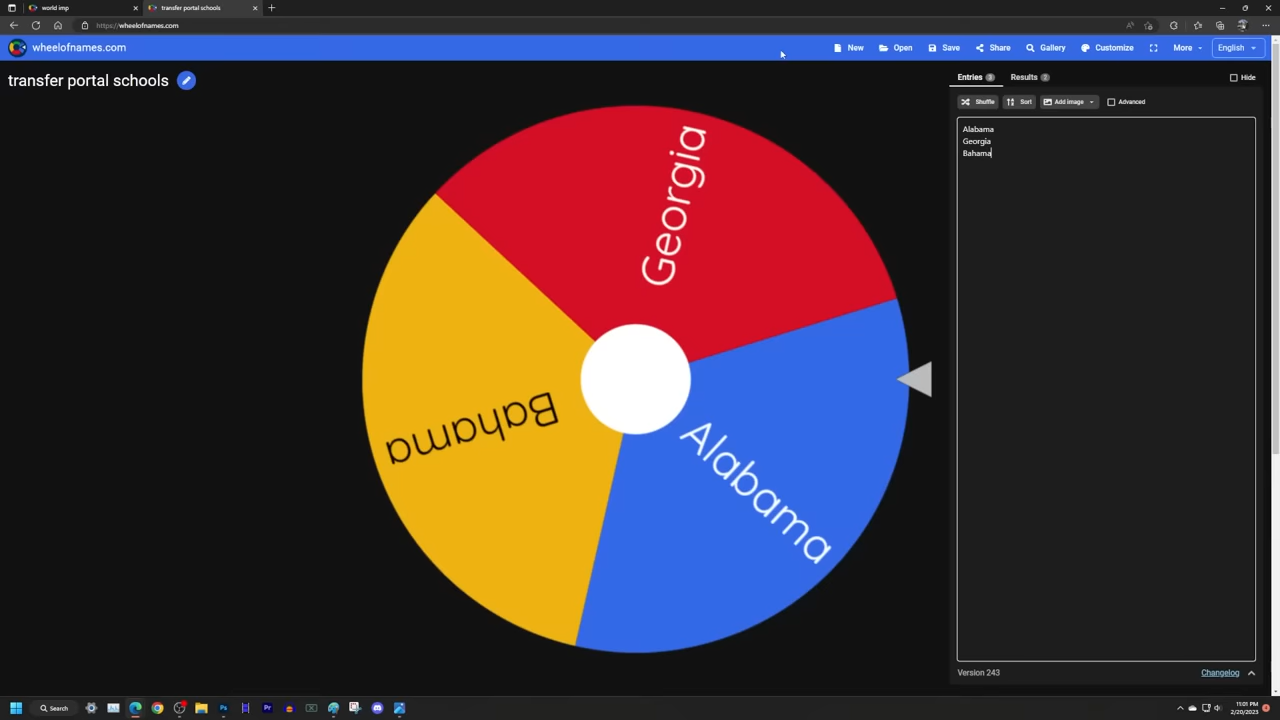 world imp
transfer portal schools
https://wheelofnames.com
wheelofnames.com
New
Open
Save
Share
Gallery
Customize
More
English
transfer portal schools
Entries 3
Results 2
Hide
Shuffle
Sort
Add image
Advanced
Alabama
Georgia
Bahama
Georgia
Bahama
Alabama
Version 243
Changelog
Search
11:01 PM
2/20/2023